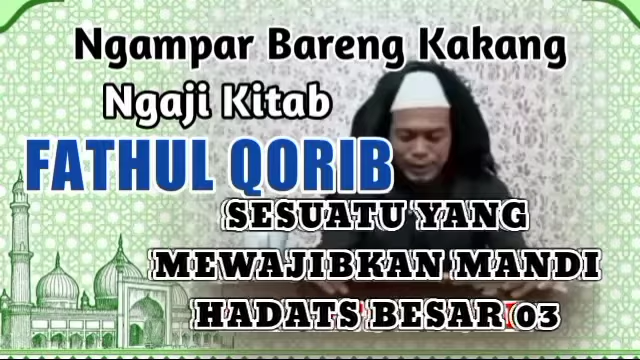 Ngampar Bareng Kakang
Ngaji Kitab
FATHUL QORIB
SESUATU YANG
MEWAJIBKAN MANDI
HADATS BESAR 03